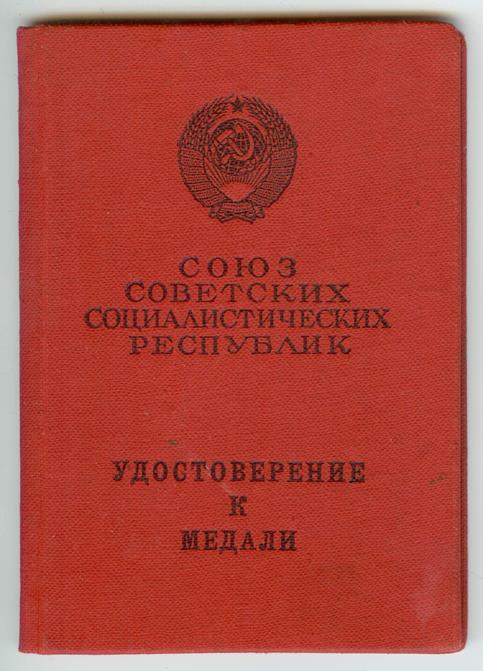 СОЮЗ
СОВЕТСКИХ
СОЦИАЛИСТИЧЕСКИХ
РЕСПУБЛИК
УДОСТОВЕРЕНИЕ
К
МЕДАЛИ